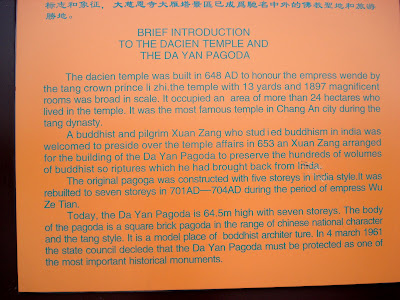 标志和象征，大慈恩寺大雁塔景区已成为驰名中外的佛教圣地和旅游
胜地。
BRIEF INTRODUCTION
TO THE DACIEN TEMPLE AND
THE DA YAN PAGODA
The dacien temple was built in 648 AD to honour the empress wende by
the tang crown prince li zhi.the temple with 13 yards and 1897 magnificent
rooms was broad in scale. It occupied an area of more than 24 hectares who
lived in the temple. It was the most famous temple in Chang An city during the
tang dynasty.
A buddhist and pilgrim Xuan Zang who stud ied buddhism in india was
welcomed to preside over the temple affairs in 653 an Xuan Zang arranged
for the building of the Da Yan Pagoda to preserve the hundreds of wolumes
of buddhist so riptures which he had brought back from India.
The original pagoga was constructed with five storeys in India style.It was
rebuilted to seven storeys in 701AD—704AD during the period of empress Wu
Ze Tian.
Today, the Da Yan Pagoda is 64.5m high with seven storeys. The body
of the pagoda is a square brick pagoda in the range of chinese national character
and the tang style. It is a model place of boddhist architer ture. In 4 march 1961
the state council declede that the Da Yan Pagoda must be protected as one of
the most important historical monuments.